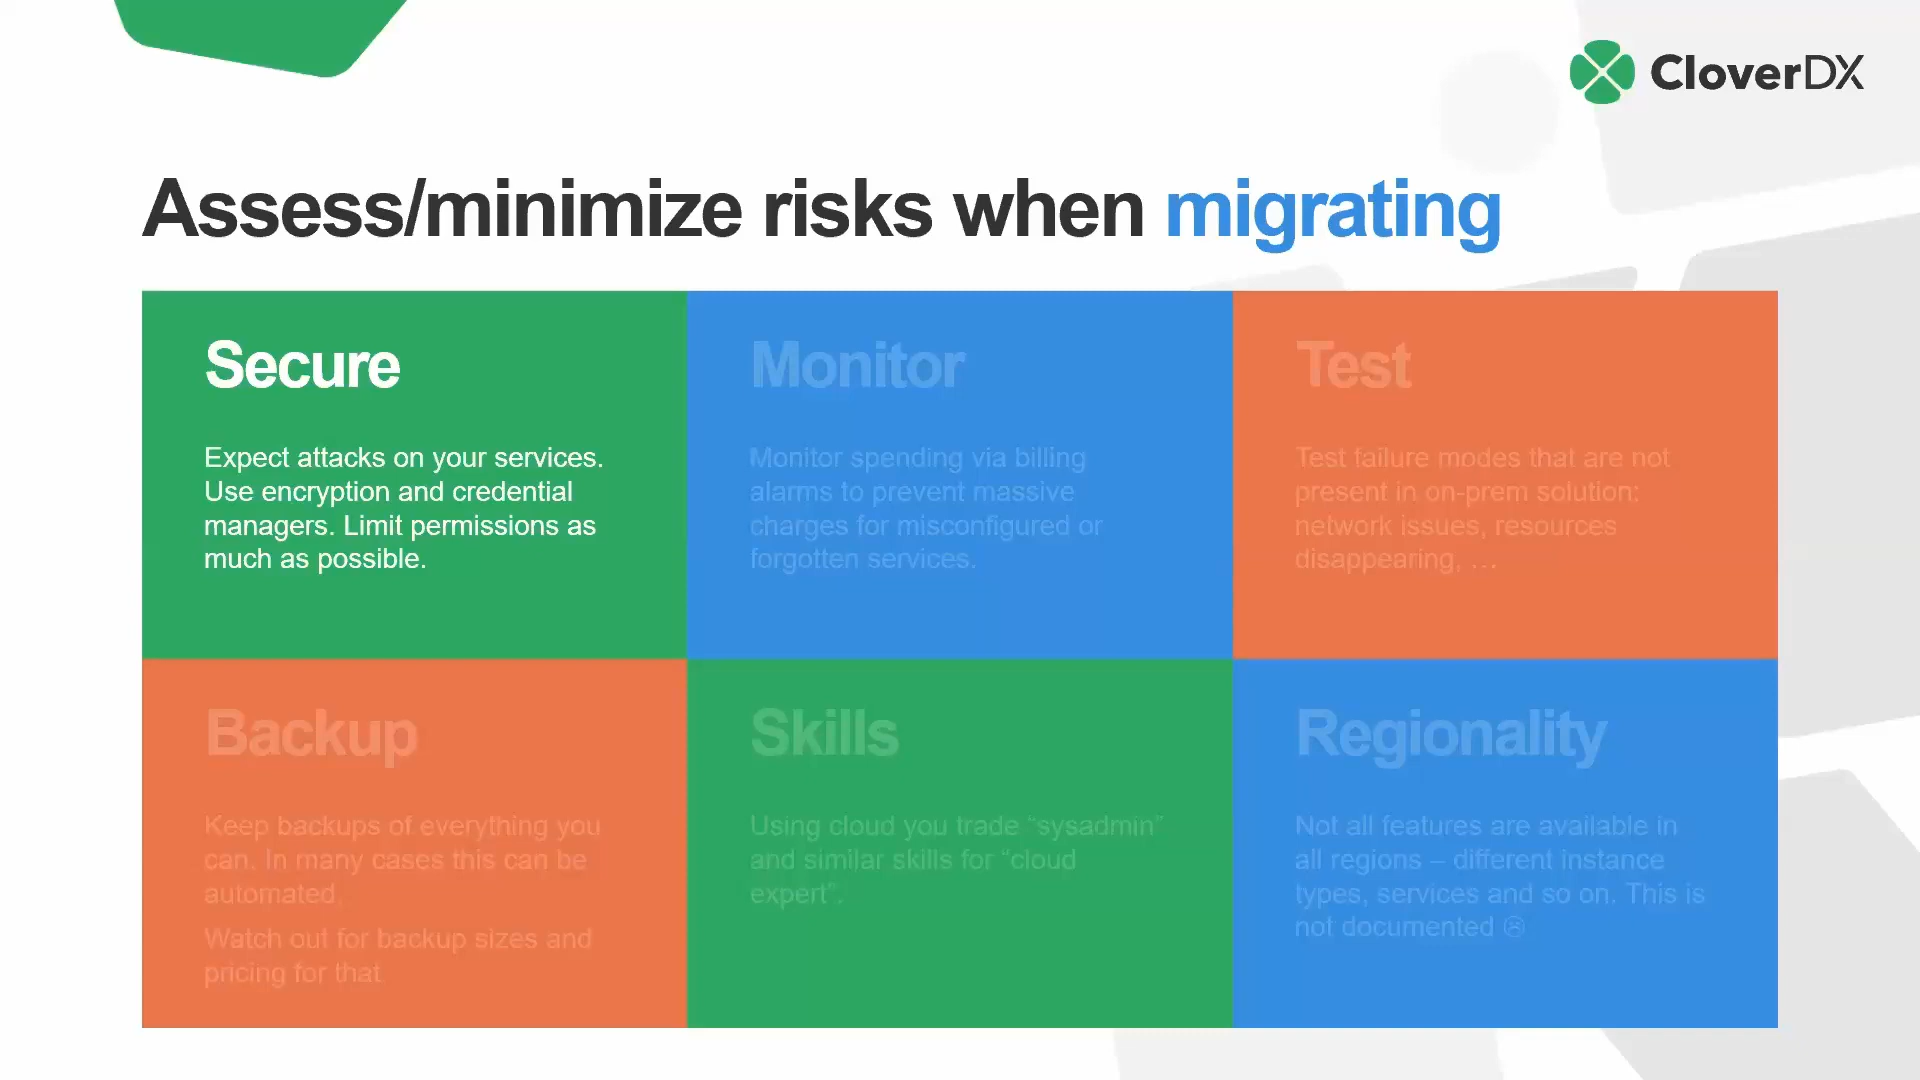 CloverDX
Assess/minimize risks when migrating
Secure
Expect attacks on your services.
Use encryption and credential
managers. Limit permissions as
much as possible.
Monitor
Monitor spending via billing
alarms to prevent massive
charges for misconfigured or
forgotten services.
Test
Test failure modes that are not
present in on-prem solution:
network issues, resources
disappearing, …
Backup
Keep backups of everything you
can. In many cases this can be
automated.
Watch out for backup sizes and
pricing for that
Skills
Using cloud you trade “sysadmin”
and similar skills for “cloud
expert”.
Regionality
Not all features are available in
all regions – different instance
types, services and so on. This is
not documented ☹